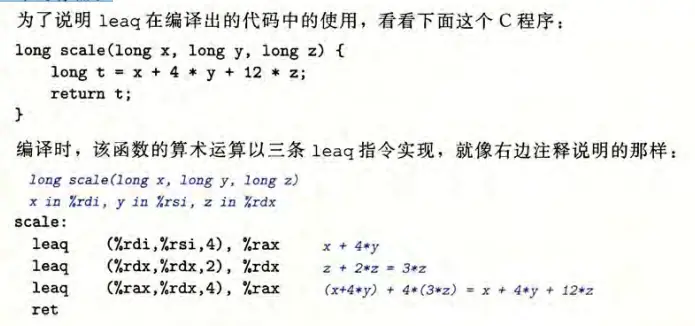 为了说明 leaq 在编译出的代码中的使用，看看下面这个 C 程序：
long scale(long x, long y, long z) {
    long t = x + 4 * y + 12 * z;
    return t;
}
编译时，该函数的算术运算以三条 leaq 指令实现，就像右边注释说明的那样：
long scale(long x, long y, long z)
x in %rdi, y in %rsi, z in %rdx
scale:
  leaq    (%rdi,%rsi,4), %rax    x + 4*y
  leaq    (%rdx,%rdx,2), %rdx    z + 2*z = 3*z
  leaq    (%rax,%rdx,4), %rax    (x+4*y) + 4*(3*z) = x + 4*y + 12*z
  ret